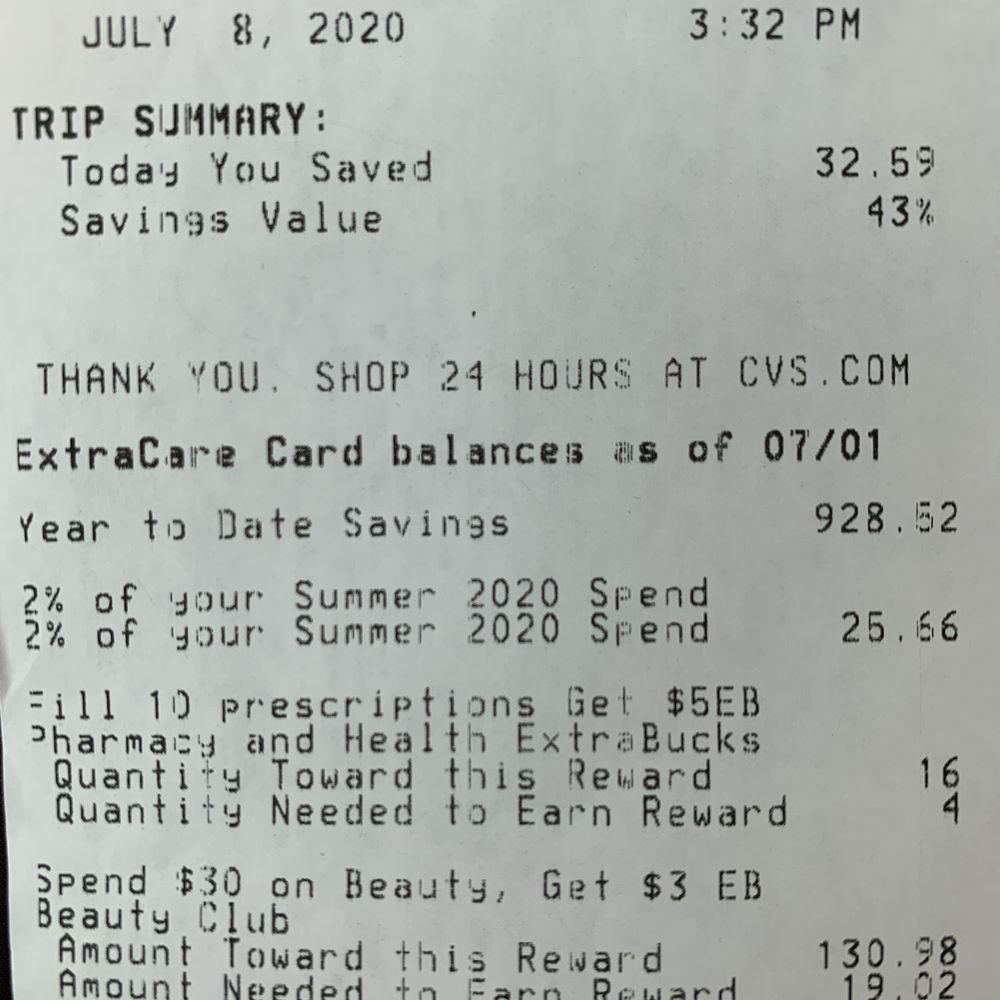 JULY 8, 2020 3:32 PM
TRIP SUMMARY:
Today You Saved 32.59
Savings Value 43%
THANK YOU. SHOP 24 HOURS AT CVS.COM
ExtraCare Card balances as of 07/01
Year to Date Savings 928.52
2% of your Summer 2020 Spend
2% of your Summer 2020 Spend 25.66
Fill 10 prescriptions Get $5EB
Pharmacy and Health ExtraBucks
Quantity Toward this Reward 16
Quantity Needed to Earn Reward 4
Spend $30 on Beauty, Get $3 EB
Beauty Club
Amount Toward this Reward 130.98
Amount Needed to Earn Reward 19.02